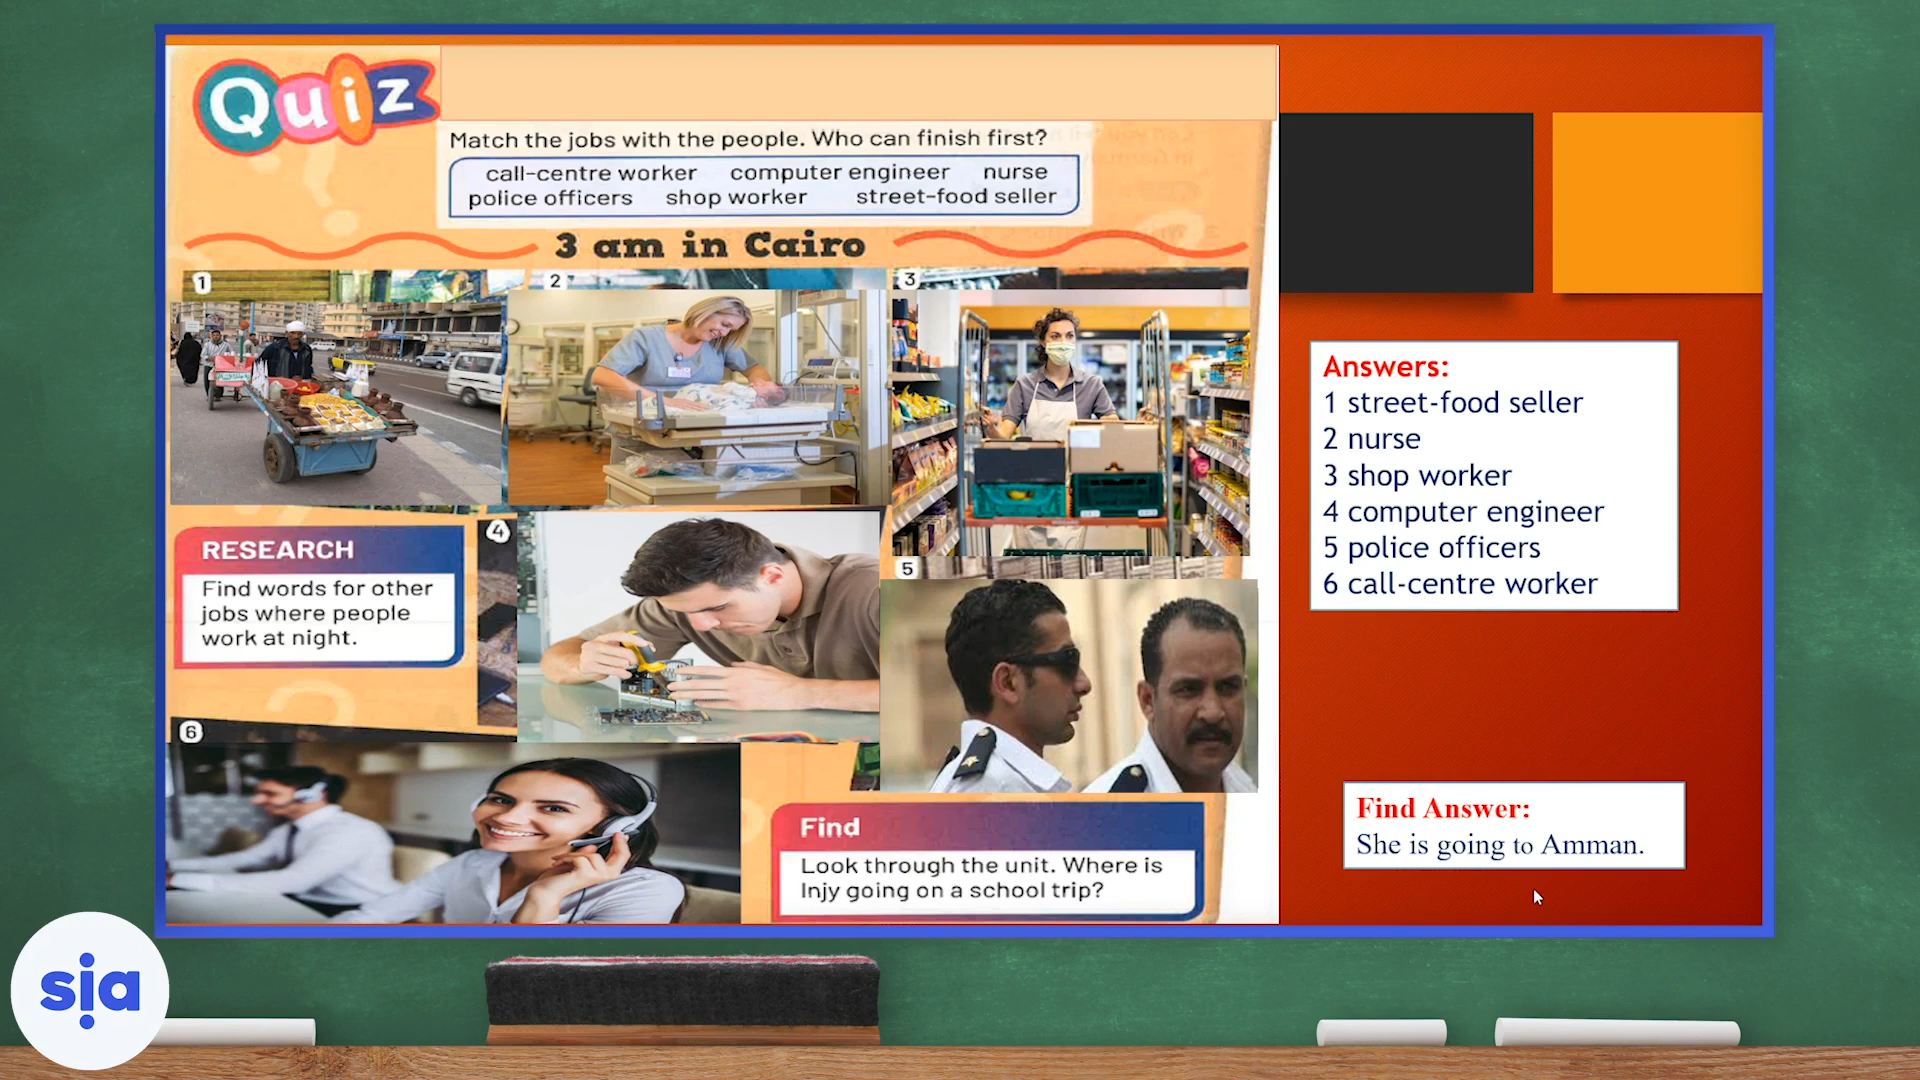 Quiz
Match the jobs with the people. Who can finish first?
call-centre worker computer engineer nurse
police officers shop worker street-food seller
3 am in Cairo
1
2
3
RESEARCH
Find words for other
jobs where people
work at night.
4
5
6
Find
Look through the unit. Where is
Injy going on a school trip?
Answers:
1 street-food seller
2 nurse
3 shop worker
4 computer engineer
5 police officers
6 call-centre worker
Find Answer:
She is going to Amman.
sia